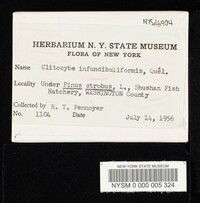 NYSd6904
HERBARIUM N. Y. STATE MUSEUM
FLORA OF NEW YORK
Name Clitocybe infundibuliformis, Quél.
Locality Under Pinus strobus, L., Shushan Fish
Hatchery, WASHINGTON County
Collected by H. T. Pennoyer
No. 1104 Date July 14, 1956
NEW YORK STATE MUSEUM
NYSM 0 000 005 324